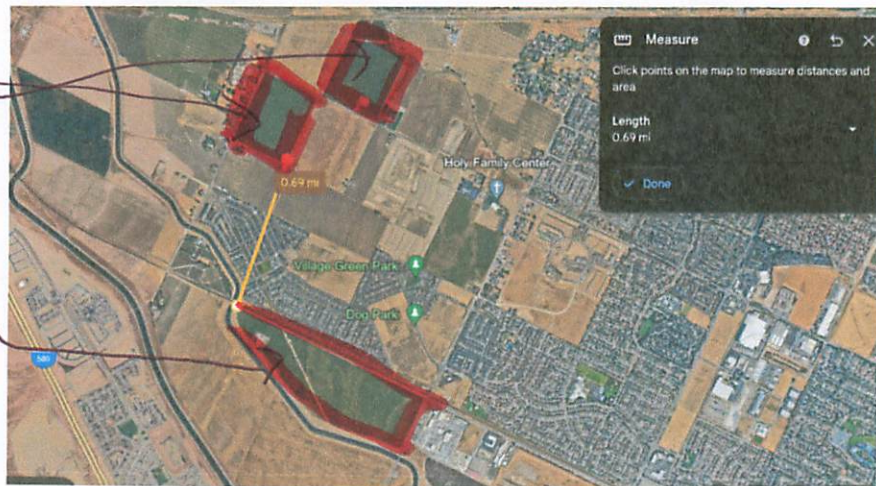 Measure
Click points on the map to measure distances and
area
Length
0.69 mi
Done
Holy Family Center
0.69 mi
Village Green Park
Dog Park
580